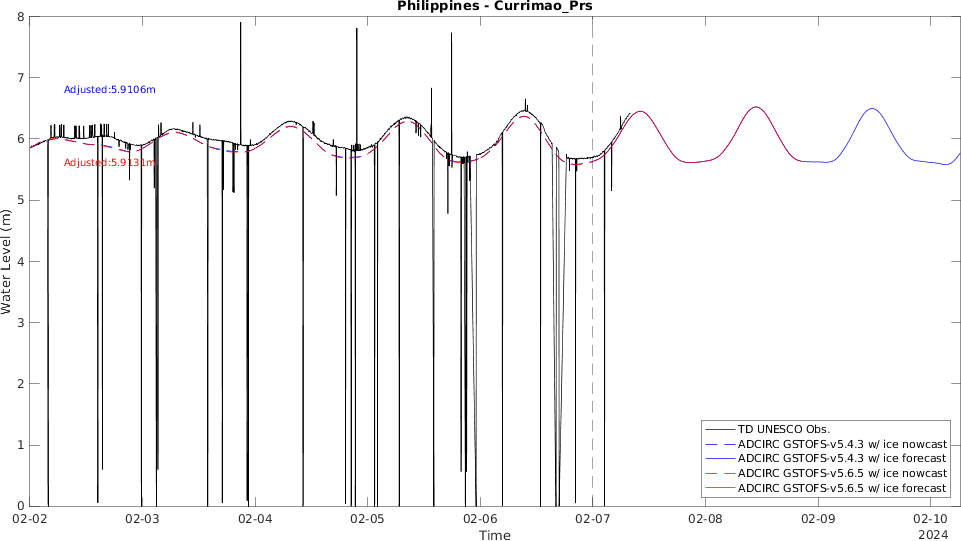 Philippines - Currimao_Prs
8
7
6
5
4
3
2
1
0
Water Level (m)
Adjusted:5.9106m
Adjusted:5.9131m
TD UNESCO Obs.
ADCIRC GSTOFS-v5.4.3 w/ ice nowcast
ADCIRC GSTOFS-v5.4.3 w/ ice forecast
ADCIRC GSTOFS-v5.6.5 w/ ice nowcast
ADCIRC GSTOFS-v5.6.5 w/ ice forecast
02-02 02-03 02-04 02-05 02-06 02-07 02-08 02-09 02-10
Time
2024